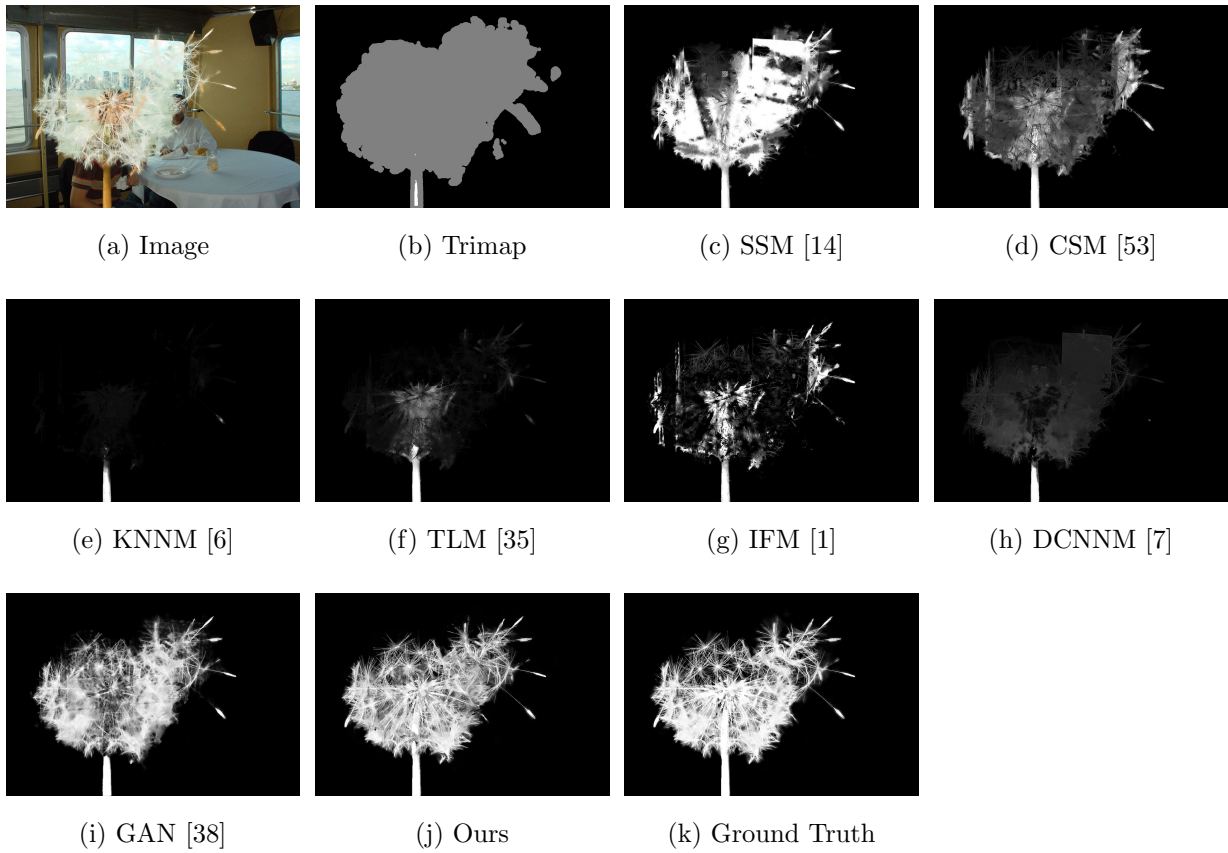 (a) Image
(b) Trimap
(c) SSM [14]
(d) CSM [53]
(e) KNNM [6]
(f) TLM [35]
(g) IFM [1]
(h) DCNNM [7]
(i) GAN [38]
(j) Ours
(k) Ground Truth